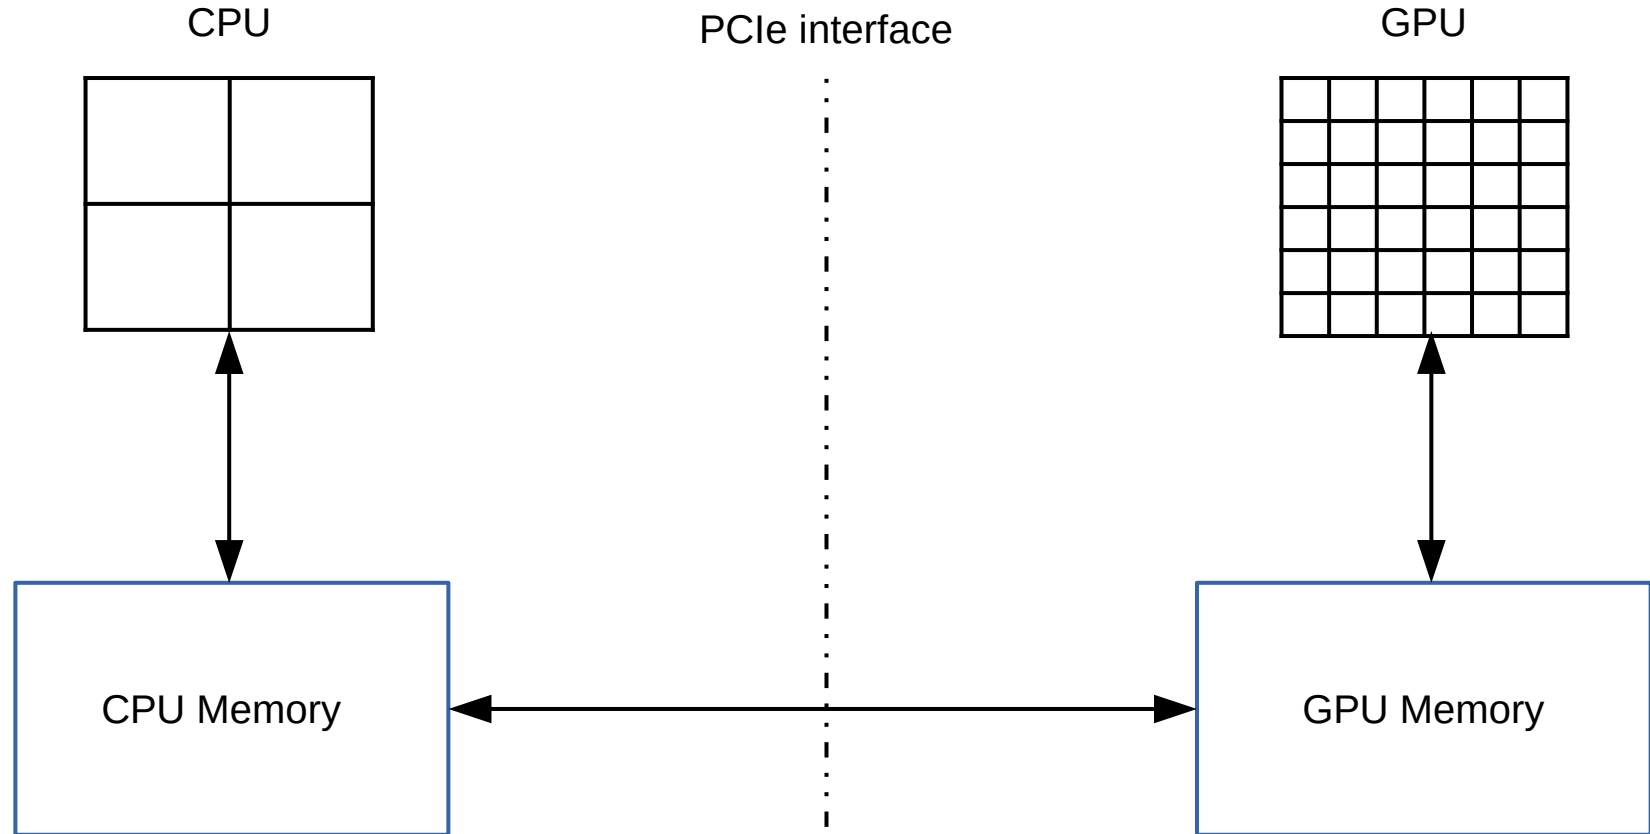 CPU
PCIe interface
GPU
CPU Memory
GPU Memory